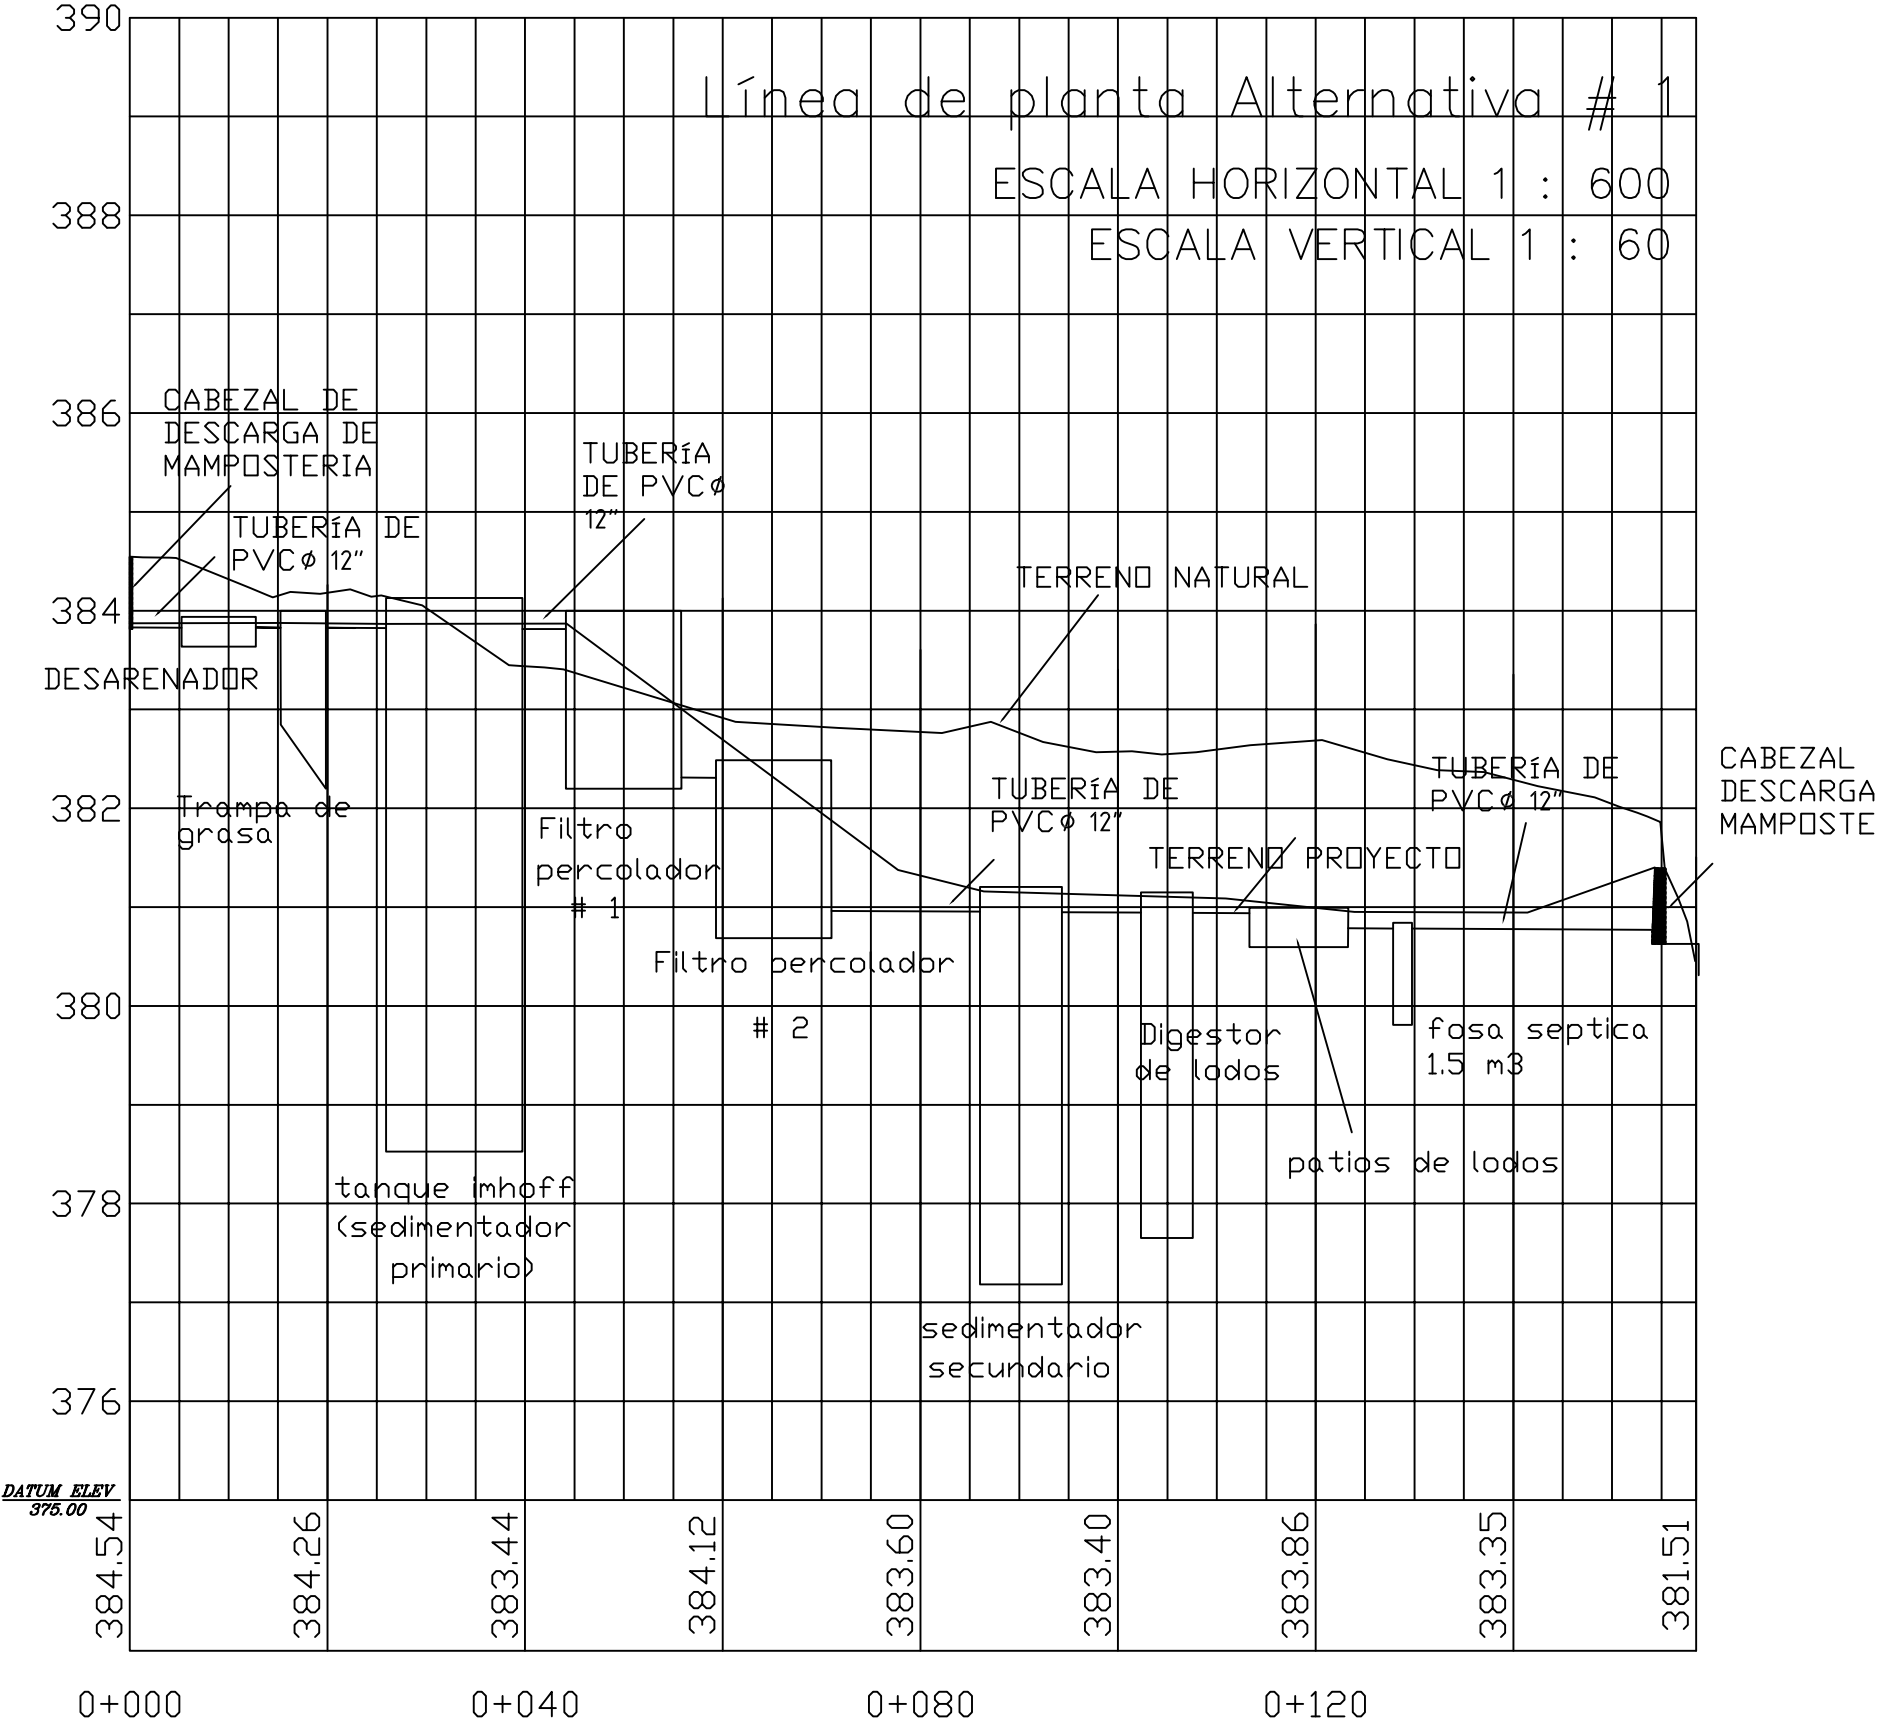 390
Línea de planta Alternativa # 1
ESCALA HORIZONTAL 1 : 600
388
ESCALA VERTICAL 1 : 60
386
CABEZAL DE
DESCARGA DE
MAMPOSTERIA
TUBERíA
DE PVCϕ
12"
TUBERíA DE
PVCϕ 12"
TERRENO NATURAL
384
DESARENADOR
CABEZAL
DESCARGA
MAMPOSTE
TUBERíA DE
PVCϕ 12"
TUBERíA DE
PVCϕ 12"
382
Trampa de
grasa
Filtro
percolador
# 1
TERRENO PROYECTO
Filtro percolador
# 2
380
Digestor
de lodos
fosa septica
1.5 m3
patios de lodos
378
tanque imhoff
(sedimentador
primario)
sedimentador
secundario
376
DATUM ELEV
375.00
384.54
384.26
383.44
384.12
383.60
383.40
383.86
383.35
381.51
0+000
0+040
0+080
0+120